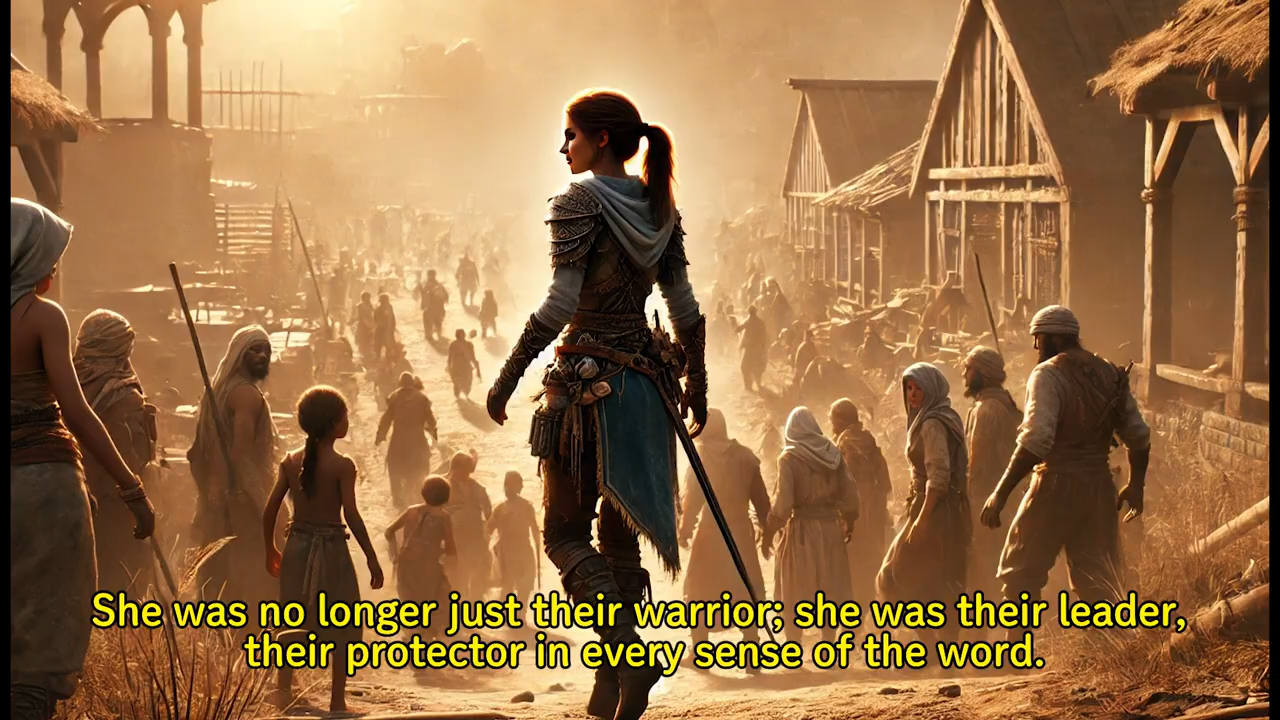 She was no longer just their warrior; she was their leader,
their protector in every sense of the word.